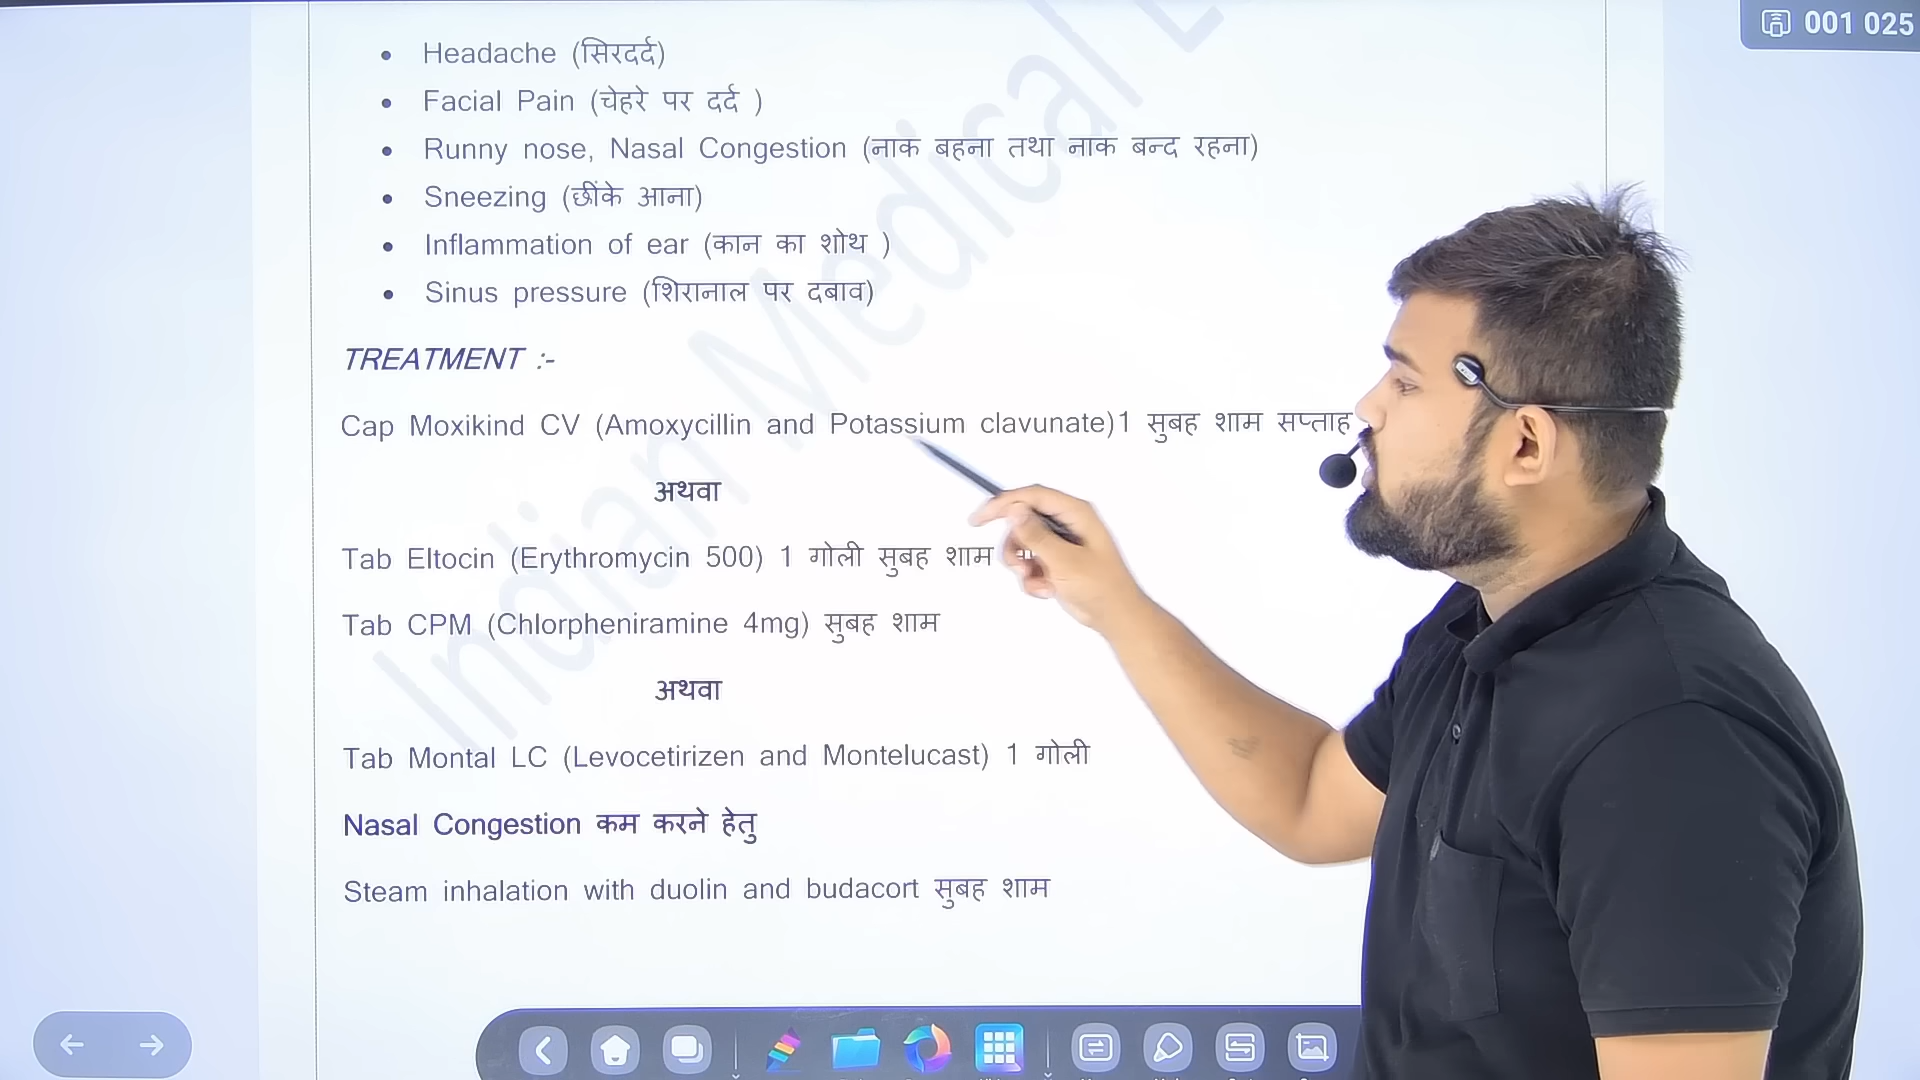 001 025
• Headache (सिरदर्द)
• Facial Pain (चेहरे पर दर्द )
• Runny nose, Nasal Congestion (नाक बहना तथा नाक बन्द रहना)
• Sneezing (छींके आना)
• Inflammation of ear (कान का शोथ )
• Sinus pressure (शिरानाल पर दबाव)
TREATMENT :-
Cap Moxikind CV (Amoxycillin and Potassium clavunate)1 सुबह शाम सप्ताह
अथवा
Tab Eltocin (Erythromycin 500) 1 गोली सुबह शाम
Tab CPM (Chlorpheniramine 4mg) सुबह शाम
अथवा
Tab Montal LC (Levocetirizen and Montelucast) 1 गोली
Nasal Congestion कम करने हेतु
Steam inhalation with duolin and budacort सुबह शाम
Indian Medical